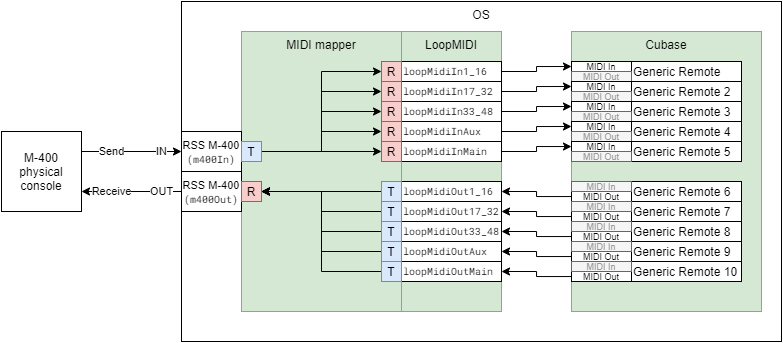 OS
MIDI mapper
LoopMIDI
Cubase
R
loopMidiIn1_16
MIDI In
MIDI Out
Generic Remote
R
loopMidiIn17_32
MIDI In
MIDI Out
Generic Remote 2
R
loopMidiIn33_48
MIDI In
MIDI Out
Generic Remote 3
R
loopMidiInAux
MIDI In
MIDI Out
Generic Remote 4
R
loopMidiInMain
MIDI In
MIDI Out
Generic Remote 5
M-400
physical
console
Send
IN
RSS M-400
(m400In)
T
Receive
OUT
RSS M-400
(m400Out)
R
T
loopMidiOut1_16
MIDI In
MIDI Out
Generic Remote 6
T
loopMidiOut17_32
MIDI In
MIDI Out
Generic Remote 7
T
loopMidiOut33_48
MIDI In
MIDI Out
Generic Remote 8
T
loopMidiOutAux
MIDI In
MIDI Out
Generic Remote 9
T
loopMidiOutMain
MIDI In
MIDI Out
Generic Remote 10